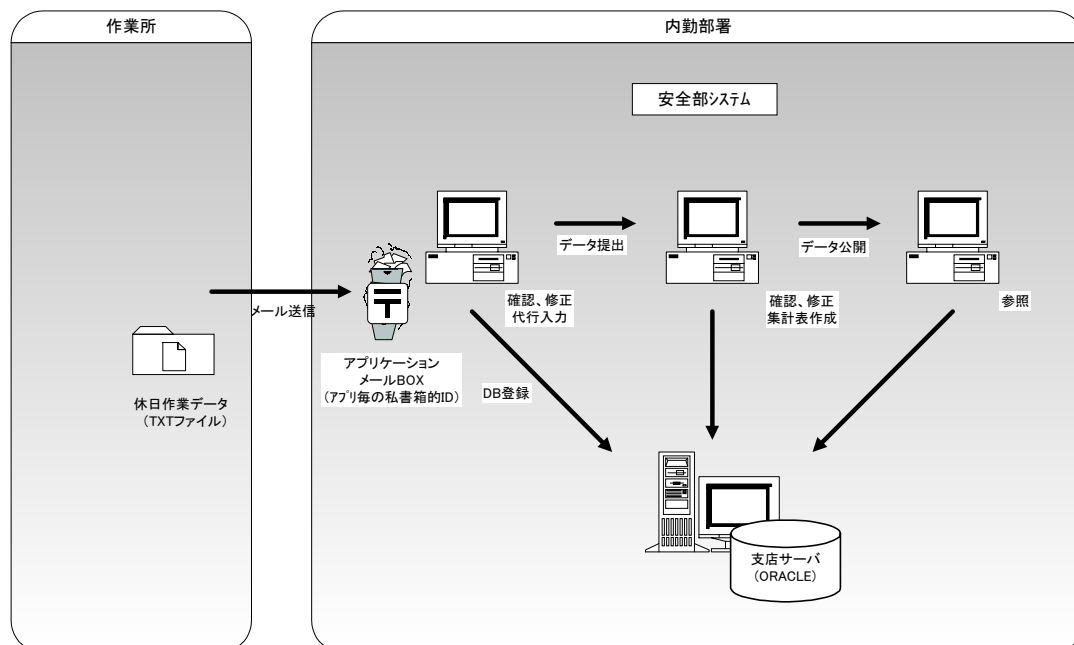 作業所
内勤部署
安全部システム
データ提出
データ公開
確認、修正
代行入力
確認、修正
集計表作成
参照
メール送信
〒
アプリケーション
メールBOX
(アプリ毎の私書箱的ID)
DB登録
休日作業データ
(TXTファイル)
支店サーバ
(ORACLE)